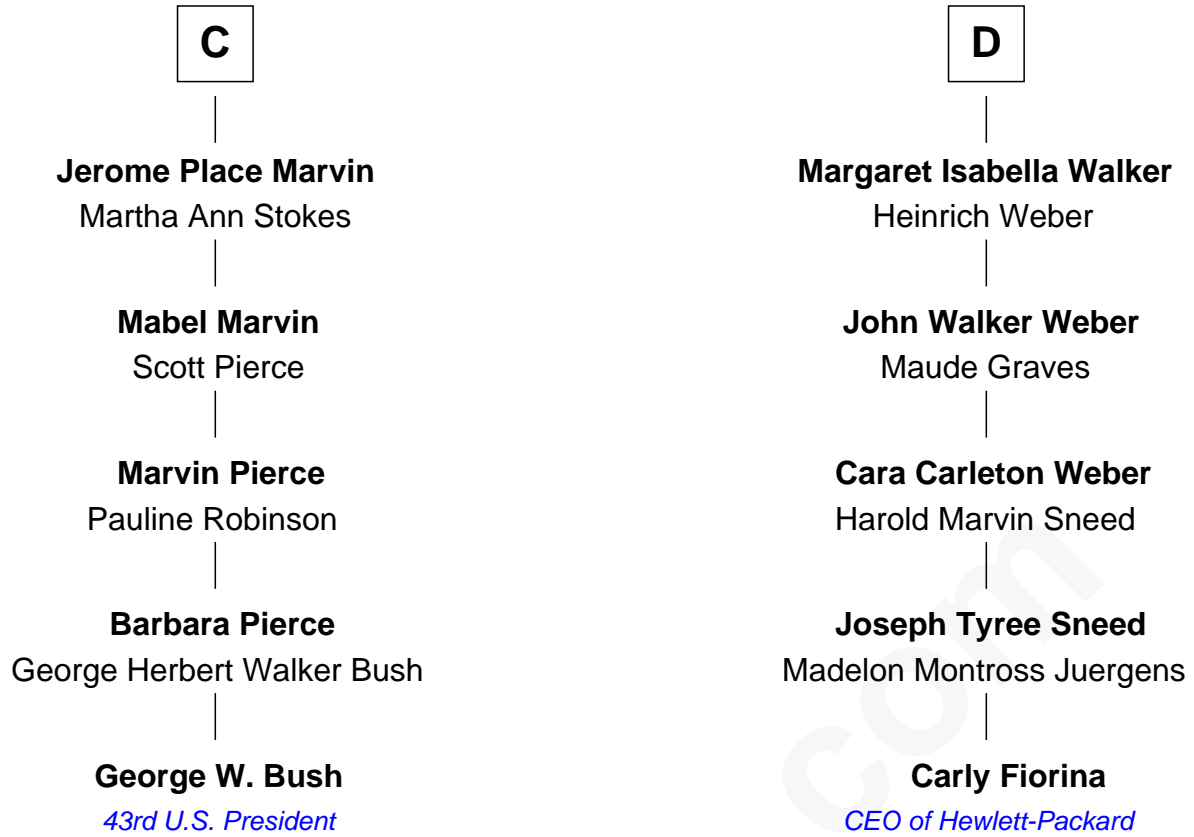 C
Jerome Place Marvin
Martha Ann Stokes
Mabel Marvin
Scott Pierce
Marvin Pierce
Pauline Robinson
Barbara Pierce
George Herbert Walker Bush
George W. Bush
43rd U.S. President
D
Margaret Isabella Walker
Heinrich Weber
John Walker Weber
Maude Graves
Cara Carleton Weber
Harold Marvin Sneed
Joseph Tyree Sneed
Madelon Montross Juergens
Carly Fiorina
CEO of Hewlett-Packard
com